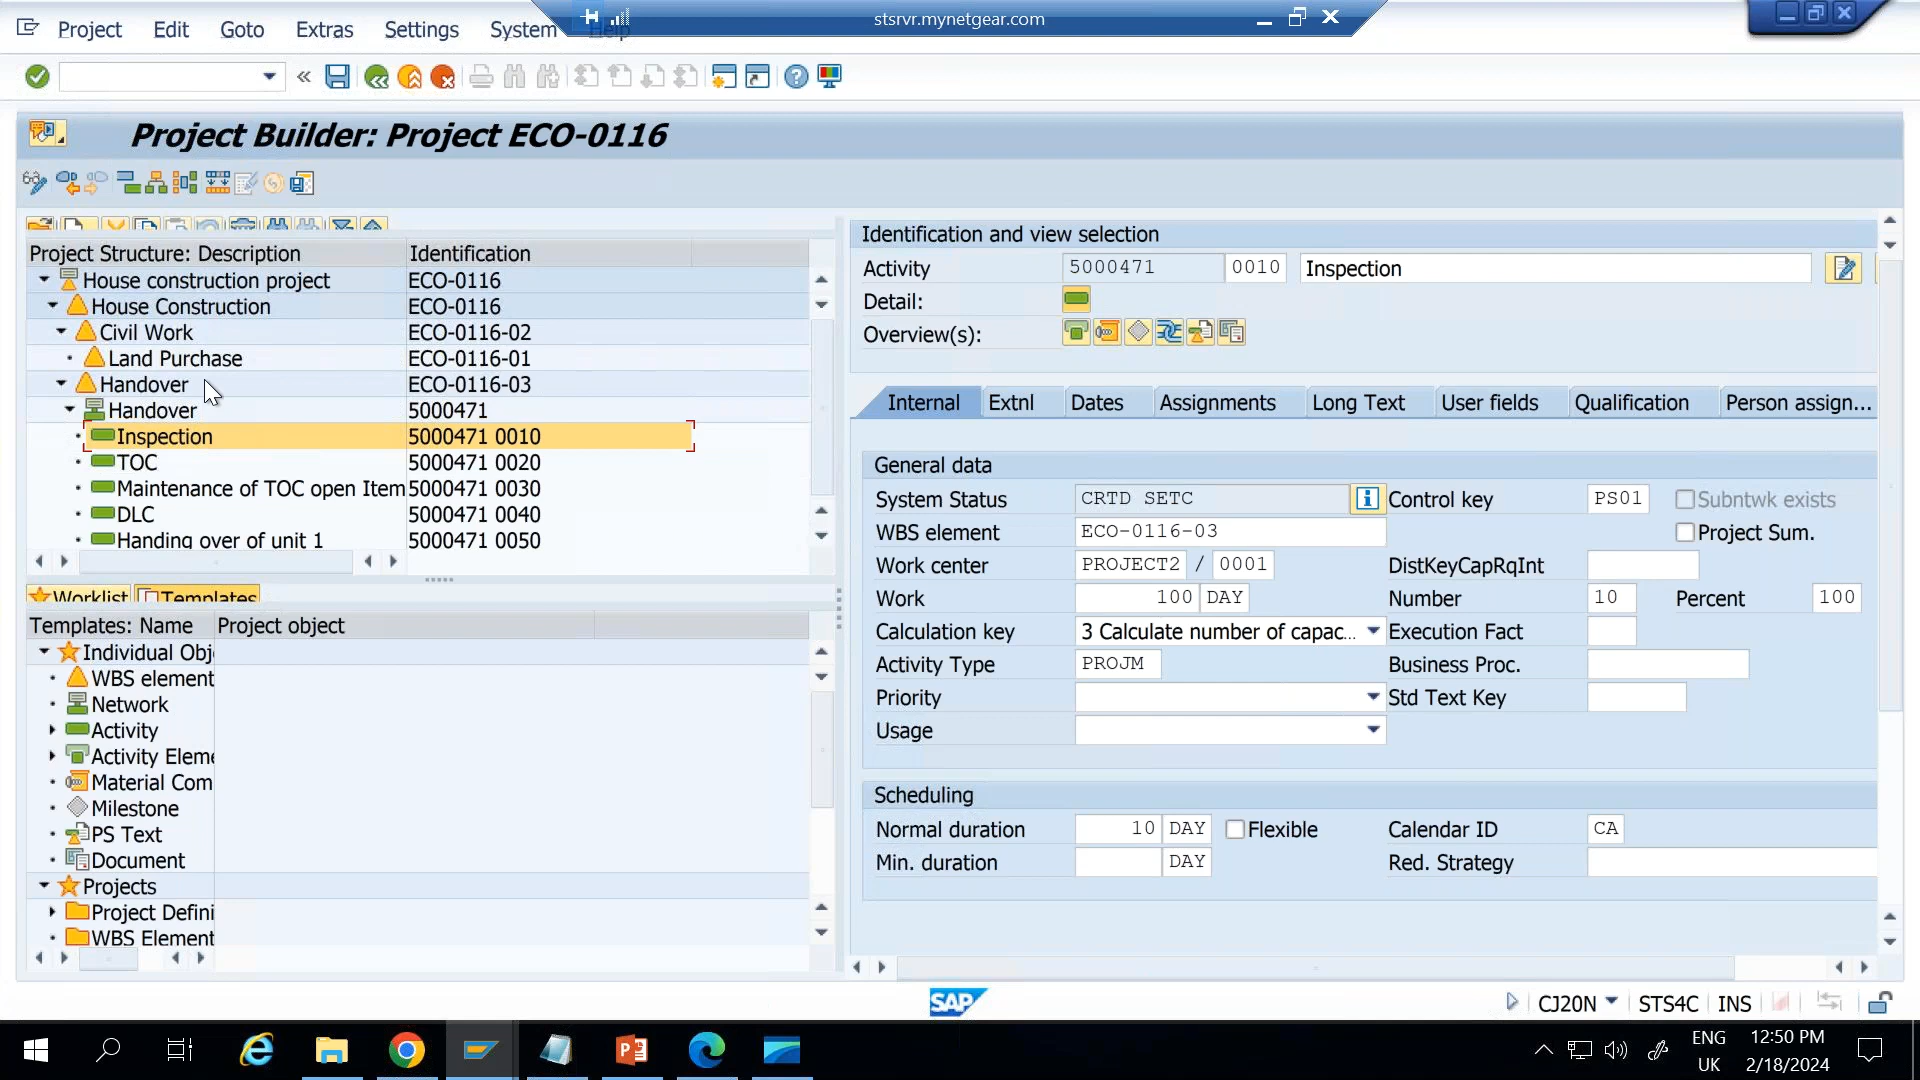 stsrvr.mynetgear.com
Project Edit Goto Extras Settings System Help
Project Builder: Project ECO-0116
Project Structure: Description Identification
House construction project ECO-0116
House Construction ECO-0116
Civil Work ECO-0116-02
Land Purchase ECO-0116-01
Handover ECO-0116-03
Handover 5000471
Inspection 5000471 0010
TOC 5000471 0020
Maintenance of TOC open Item 5000471 0030
DLC 5000471 0040
Handing over of unit 1 5000471 0050
Worklist Templates
Templates: Name Project object
Individual Obj
WBS element
Network
Activity
Activity Eleme
Material Com
Milestone
PS Text
Document
Projects
Project Defini
WBS Element
Identification and view selection
Activity 5000471 0010 Inspection
Detail:
Overview(s):
Internal Extnl Dates Assignments Long Text User fields Qualification Person assign...
General data
System Status CRTD SETC Control key PS01 Subntwk exists
WBS element ECO-0116-03 Project Sum.
Work center PROJECT2 / 0001 DistKeyCapRqInt
Work 100 DAY Number 10 Percent 100
Calculation key 3 Calculate number of capac... Execution Fact
Activity Type PROJM Business Proc.
Priority Std Text Key
Usage
Scheduling
Normal duration 10 DAY Flexible Calendar ID CA
Min. duration DAY Red. Strategy
SAP
CJ20N STS4C INS
ENG 12:50 PM
UK 2/18/2024